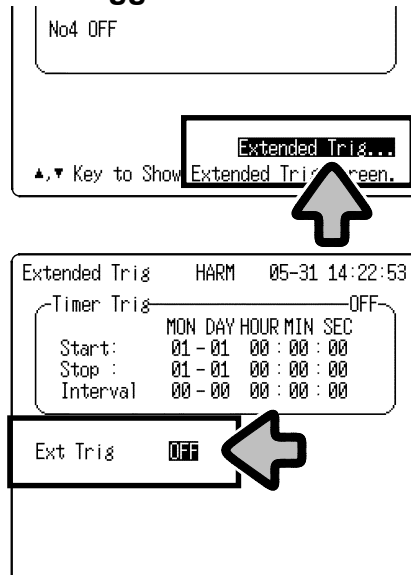 No4 OFF
Extended Trig...
▲,▼ Key to Show Extended Trig
Extended Trig HARM 05-31 14:22:53
Timer Trig OFF
MON DAY HOUR MIN SEC
Start: 01-01 00:00:00
Stop : 01-01 00:00:00
Interval 00-00 00:00:00
Ext Trig OFF